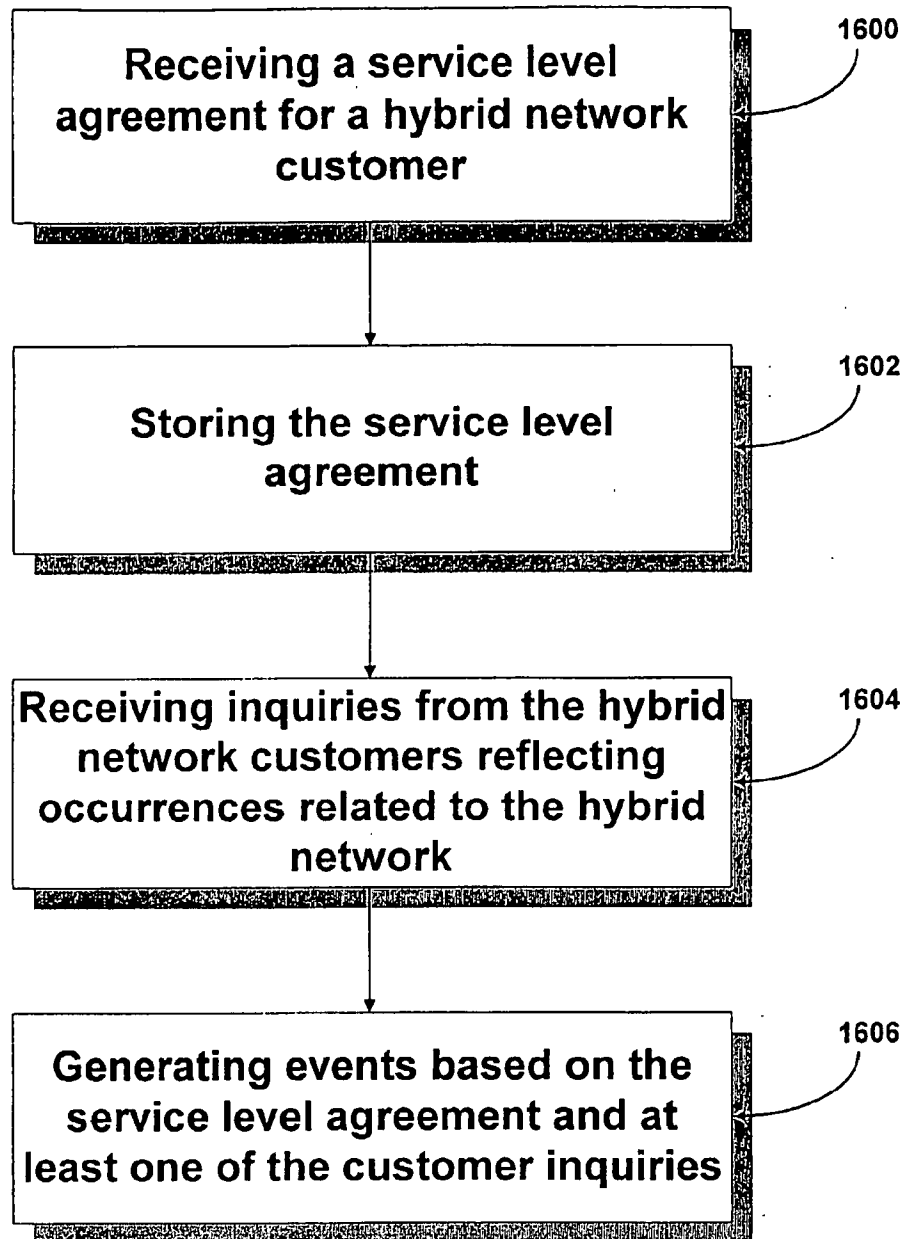 Receiving a service level
agreement for a hybrid network
customer
1600
Storing the service level
agreement
1602
Receiving inquiries from the hybrid
network customers reflecting
occurrences related to the hybrid
network
1604
Generating events based on the
service level agreement and at
least one of the customer inquiries
1606